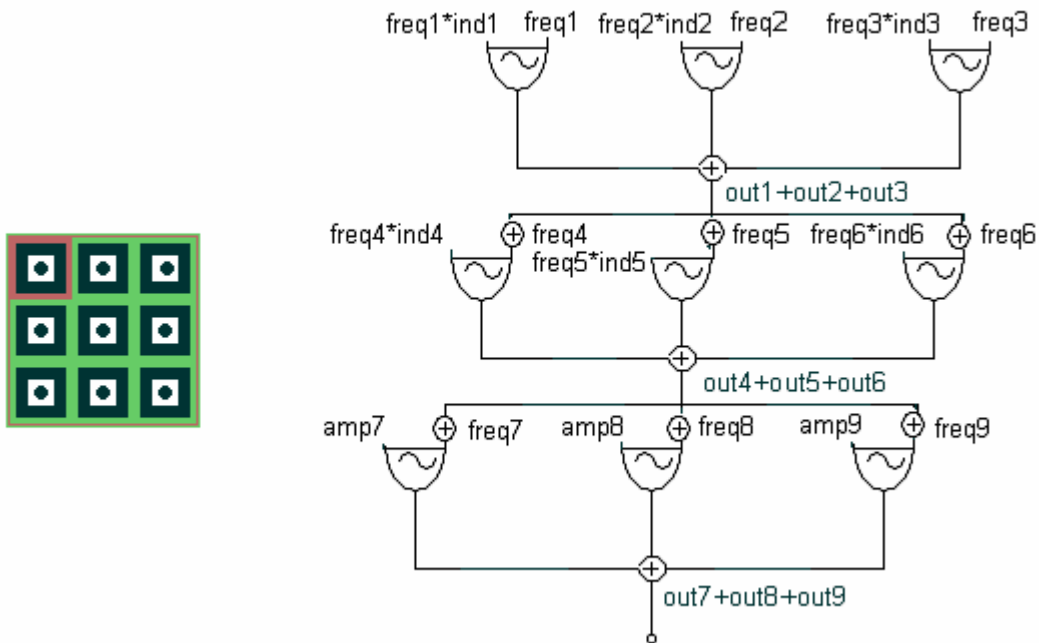 freq1*ind1 freq1 freq2*ind2 freq2 freq3*ind3 freq3
out1+out2+out3
freq4*ind4 freq4 freq5 freq6*ind6 freq6
freq5*ind5
out4+out5+out6
amp7 freq7 amp8 freq8 amp9 freq9
out7+out8+out9